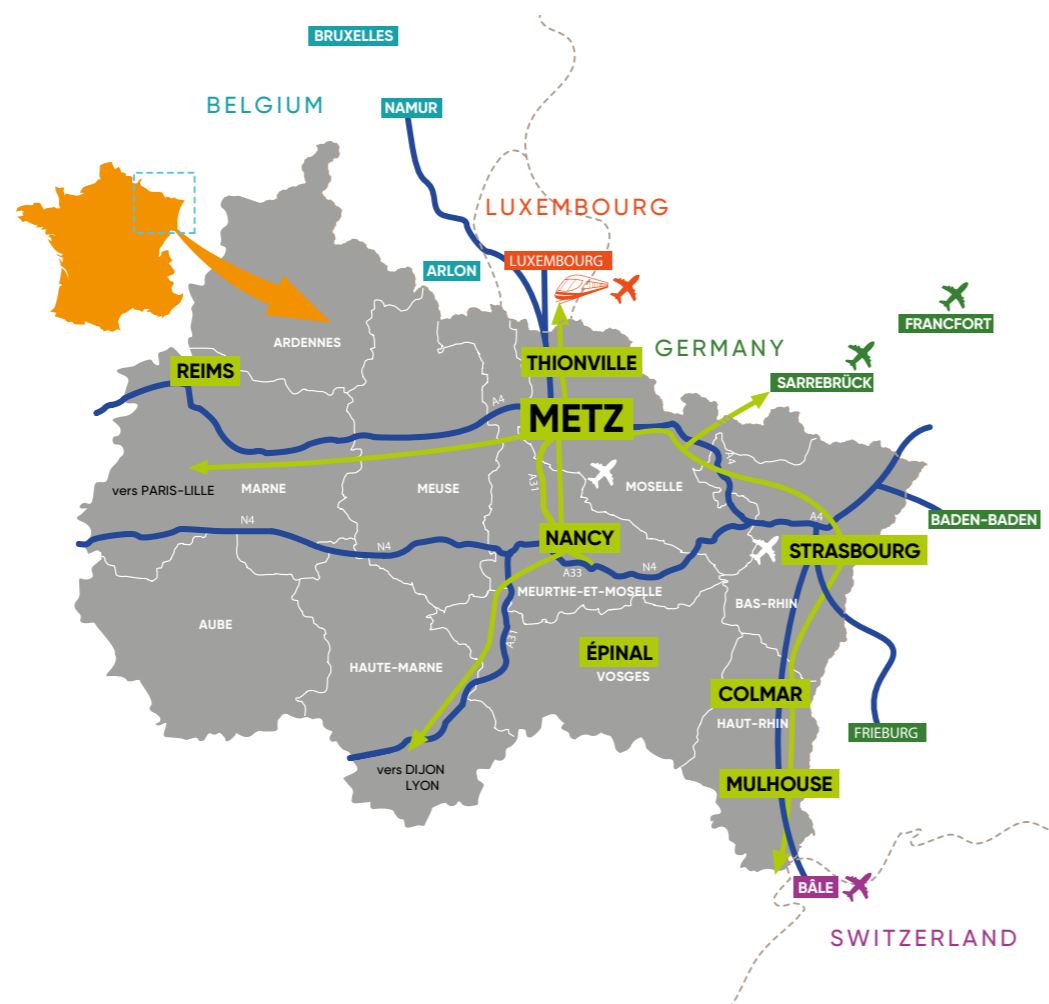 BRUXELLES
BELGIUM
NAMUR
LUXEMBOURG
LUXEMBOURG
ARLON
FRANCFORT
ARDENNES
GERMANY
THIONVILLE
REIMS
SARREBRÜCK
A4
METZ
A4
A31
vers PARIS-LILLE
MARNE
MEUSE
MOSELLE
N4
A4
BADEN-BADEN
NANCY
N4
STRASBOURG
A33
N4
MEURTHE-ET-MOSELLE
BAS-RHIN
AUBE
A31
ÉPINAL
HAUTE-MARNE
VOSGES
COLMAR
HAUT-RHIN
FRIEBURG
vers DIJON
LYON
MULHOUSE
BÂLE
SWITZERLAND